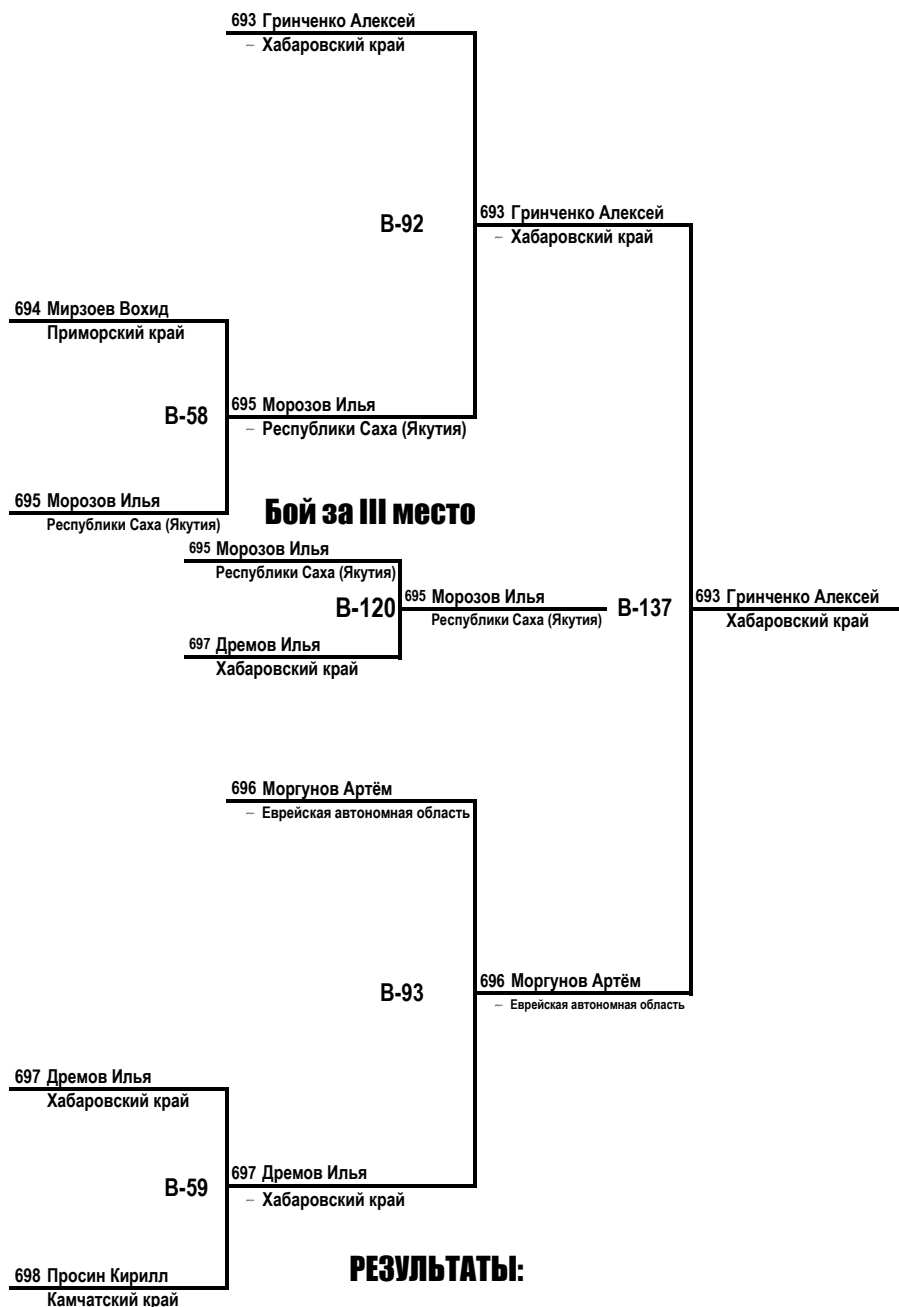 693 Гринченко Алексей
– Хабаровский край
B-92
693 Гринченко Алексей
– Хабаровский край
694 Мирзоев Вохид
Приморский край
B-58
695 Морозов Илья
– Республики Саха (Якутия)
695 Морозов Илья
Республики Саха (Якутия)
Бой за III место
695 Морозов Илья
Республики Саха (Якутия)
B-120
695 Морозов Илья
Республики Саха (Якутия)
B-137
693 Гринченко Алексей
Хабаровский край
697 Дремов Илья
Хабаровский край
696 Моргунов Артём
– Еврейская автономная область
B-93
696 Моргунов Артём
– Еврейская автономная область
697 Дремов Илья
Хабаровский край
B-59
697 Дремов Илья
– Хабаровский край
698 Просин Кирилл
Камчатский край
РЕЗУЛЬТАТЫ: